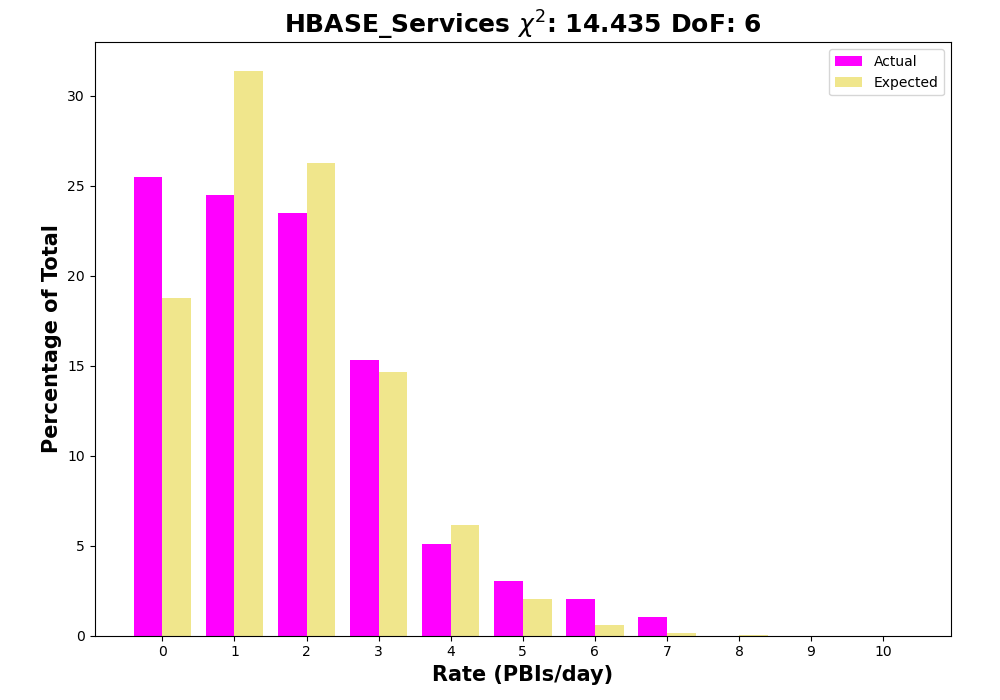 HBASE_Services χ²: 14.435 DoF: 6
Actual
Expected
Percentage of Total
30
25
20
15
10
5
0
0 1 2 3 4 5 6 7 8 9 10
Rate (PBIs/day)